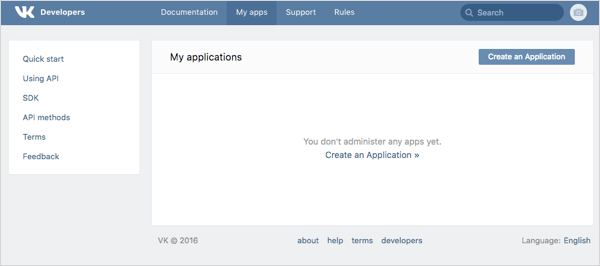 VK Developers Documentation My apps Support Rules Search
Quick start
Using API
SDK
API methods
Terms
Feedback
My applications Create an Application
You don't administer any apps yet.
Create an Application »
VK © 2016 about help terms developers Language: English